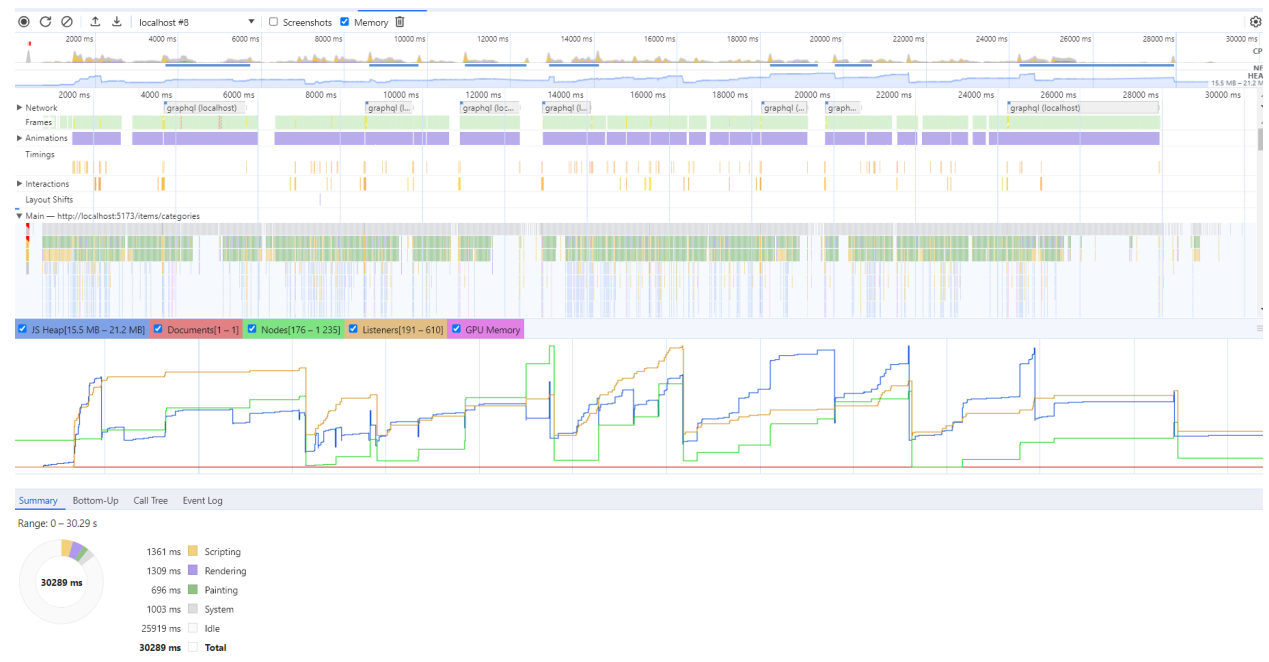 localhost #8 Screenshots Memory
2000 ms 4000 ms 6000 ms 8000 ms 10000 ms 12000 ms 14000 ms 16000 ms 18000 ms 20000 ms 22000 ms 24000 ms 26000 ms 28000 ms 30000 ms
CP
NE
HEA
15.5 MB – 21.2 M
2000 ms 4000 ms 6000 ms 8000 ms 10000 ms 12000 ms 14000 ms 16000 ms 18000 ms 20000 ms 22000 ms 24000 ms 26000 ms 28000 ms 30000 ms
Network graphql (localhost) graphql (l... graphql (loc... graphql (l... graphql (... graph... graphql (localhost)
Frames
Animations
Timings
Interactions
Layout Shifts
Main — http://localhost:5173/items/categories
JS Heap[15.5 MB – 21.2 MB] Documents[1 – 1] Nodes[176 – 1 235] Listeners[191 – 610] GPU Memory
Summary Bottom-Up Call Tree Event Log
Range: 0 – 30.29 s
30289 ms
1361 ms Scripting
1309 ms Rendering
696 ms Painting
1003 ms System
25919 ms Idle
30289 ms Total